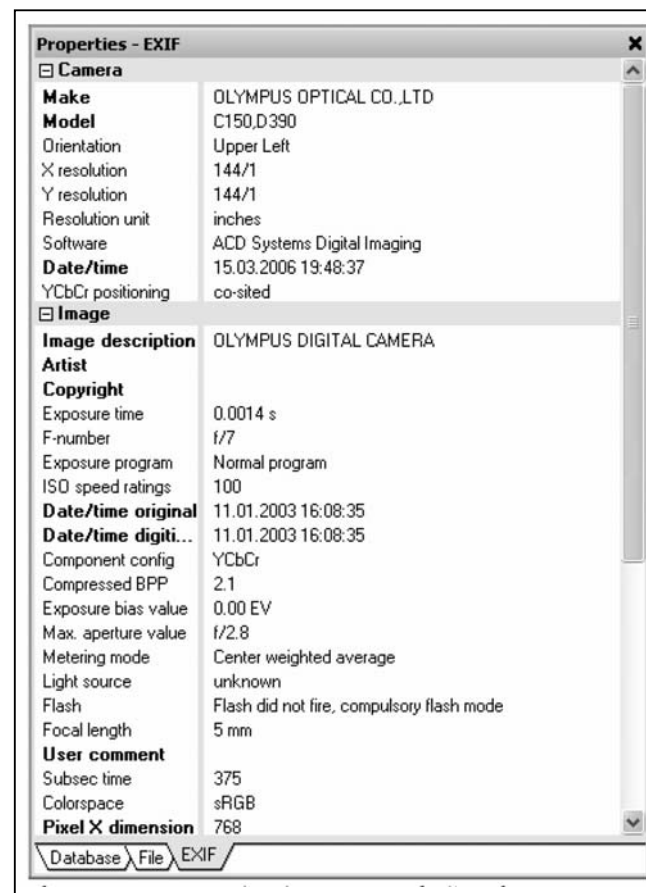 Properties - EXIF
Camera
Make OLYMPUS OPTICAL CO.,LTD
Model C150,D390
Orientation Upper Left
X resolution 144/1
Y resolution 144/1
Resolution unit inches
Software ACD Systems Digital Imaging
Date/time 15.03.2006 19:48:37
YCbCr positioning co-sited
Image
Image description OLYMPUS DIGITAL CAMERA
Artist
Copyright
Exposure time 0.0014 s
F-number f/7
Exposure program Normal program
ISO speed ratings 100
Date/time original 11.01.2003 16:08:35
Date/time digiti... 11.01.2003 16:08:35
Component config YCbCr
Compressed BPP 2.1
Exposure bias value 0.00 EV
Max. aperture value f/2.8
Metering mode Center weighted average
Light source unknown
Flash Flash did not fire, compulsory flash mode
Focal length 5 mm
User comment
Subsec time 375
Colorspace sRGB
Pixel X dimension 768
Database File EXIF